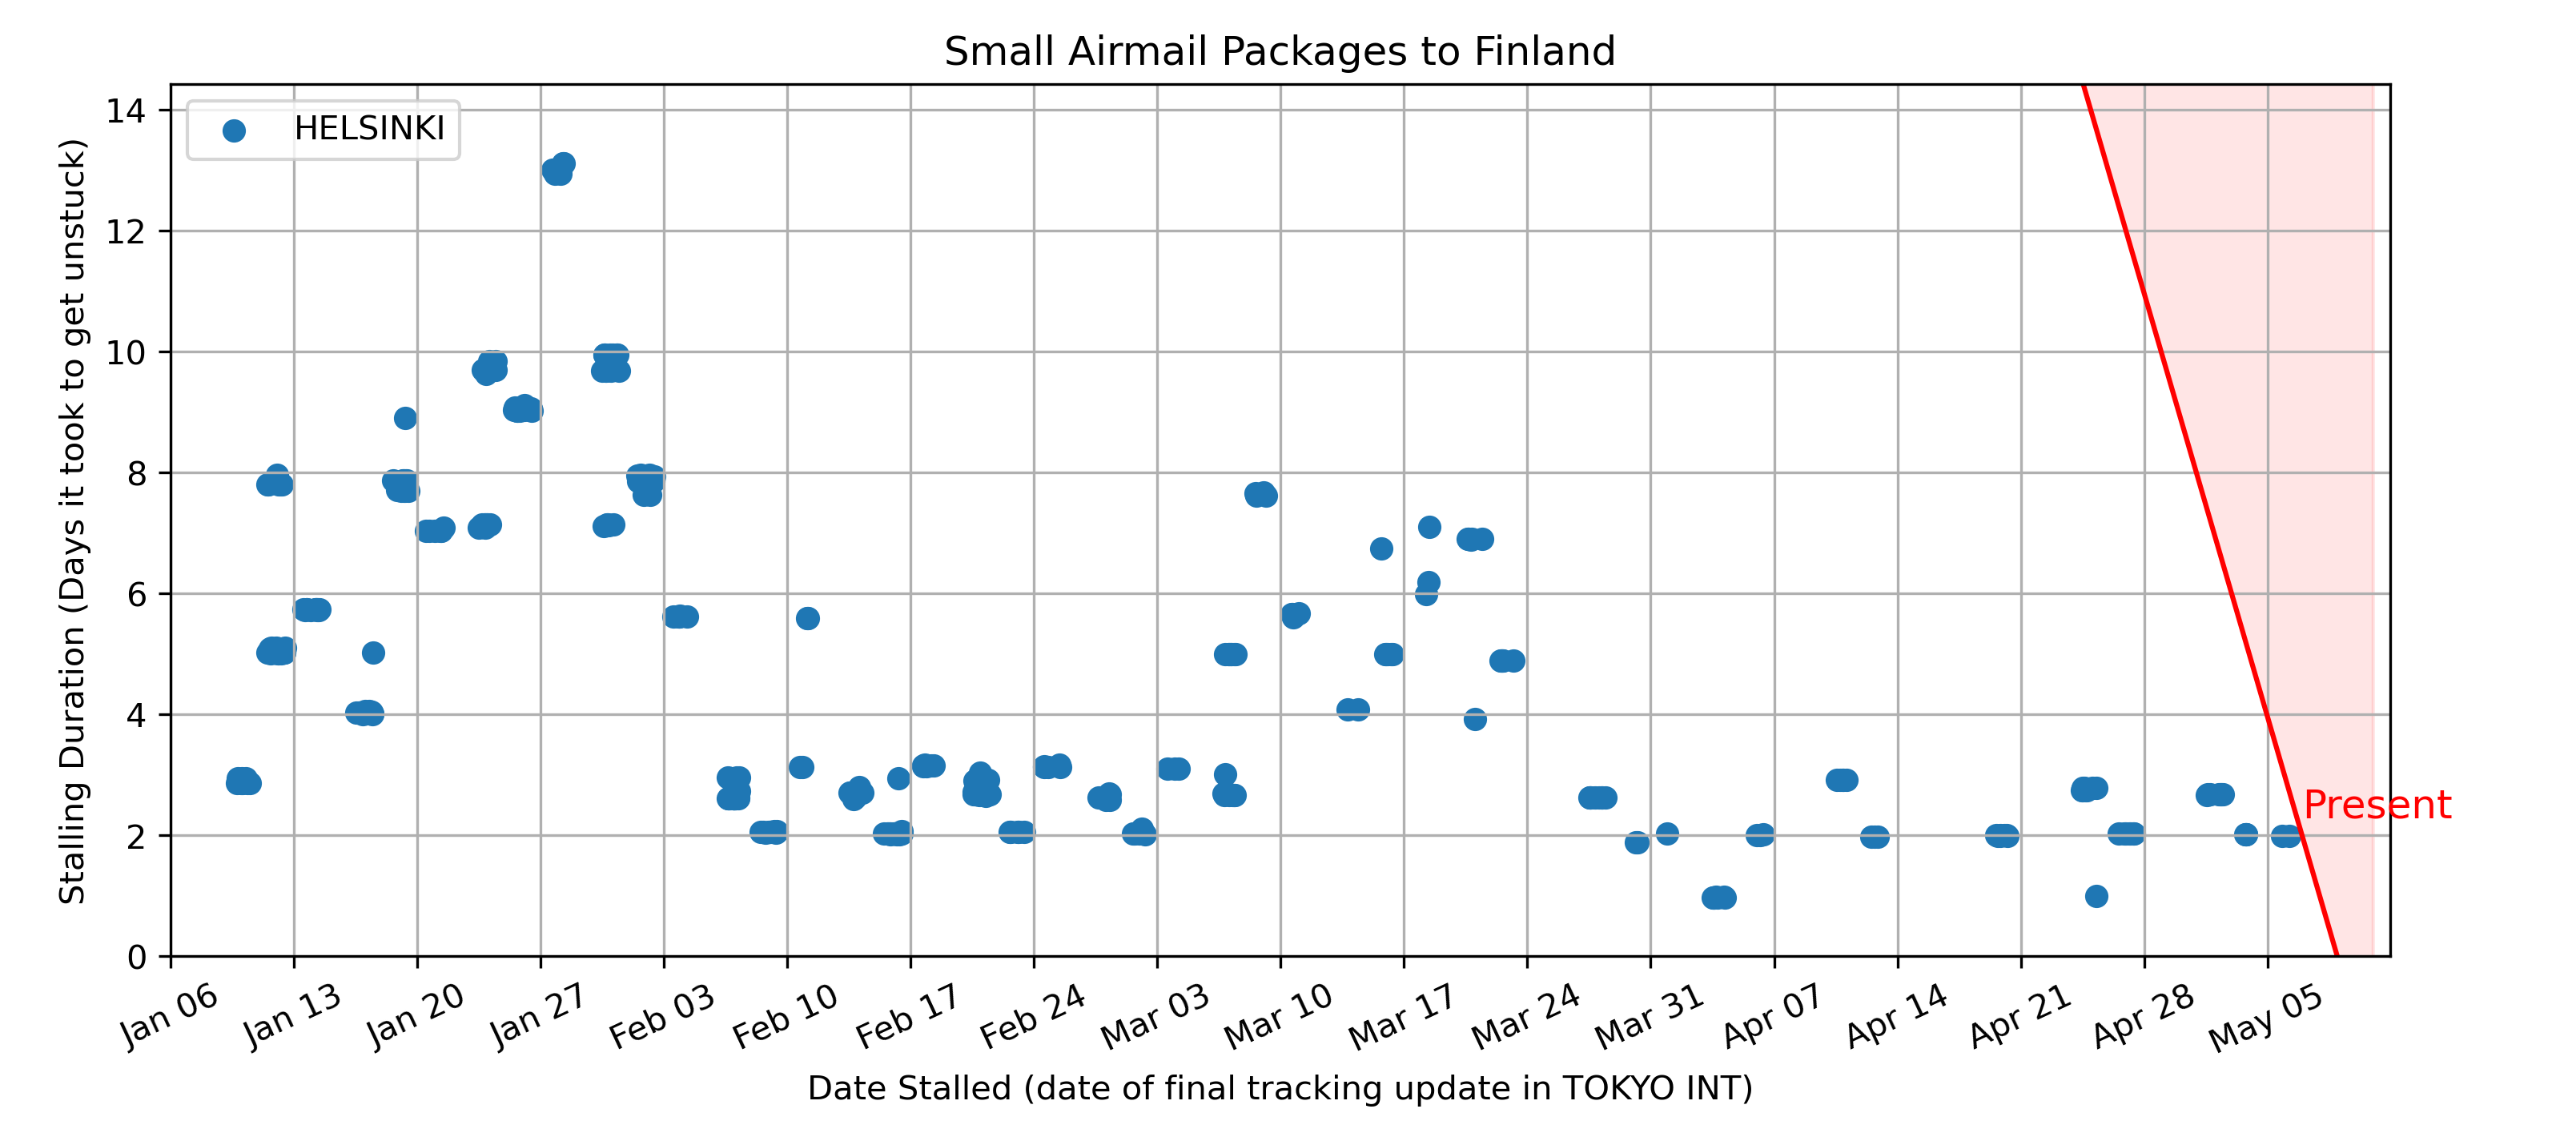 Small Airmail Packages to Finland
HELSINKI
Stalling Duration (Days it took to get unstuck)
14
12
10
8
6
4
2
0
Present
Jan 06
Jan 13
Jan 20
Jan 27
Feb 03
Feb 10
Feb 17
Feb 24
Mar 03
Mar 10
Mar 17
Mar 24
Mar 31
Apr 07
Apr 14
Apr 21
Apr 28
May 05
Date Stalled (date of final tracking update in TOKYO INT)